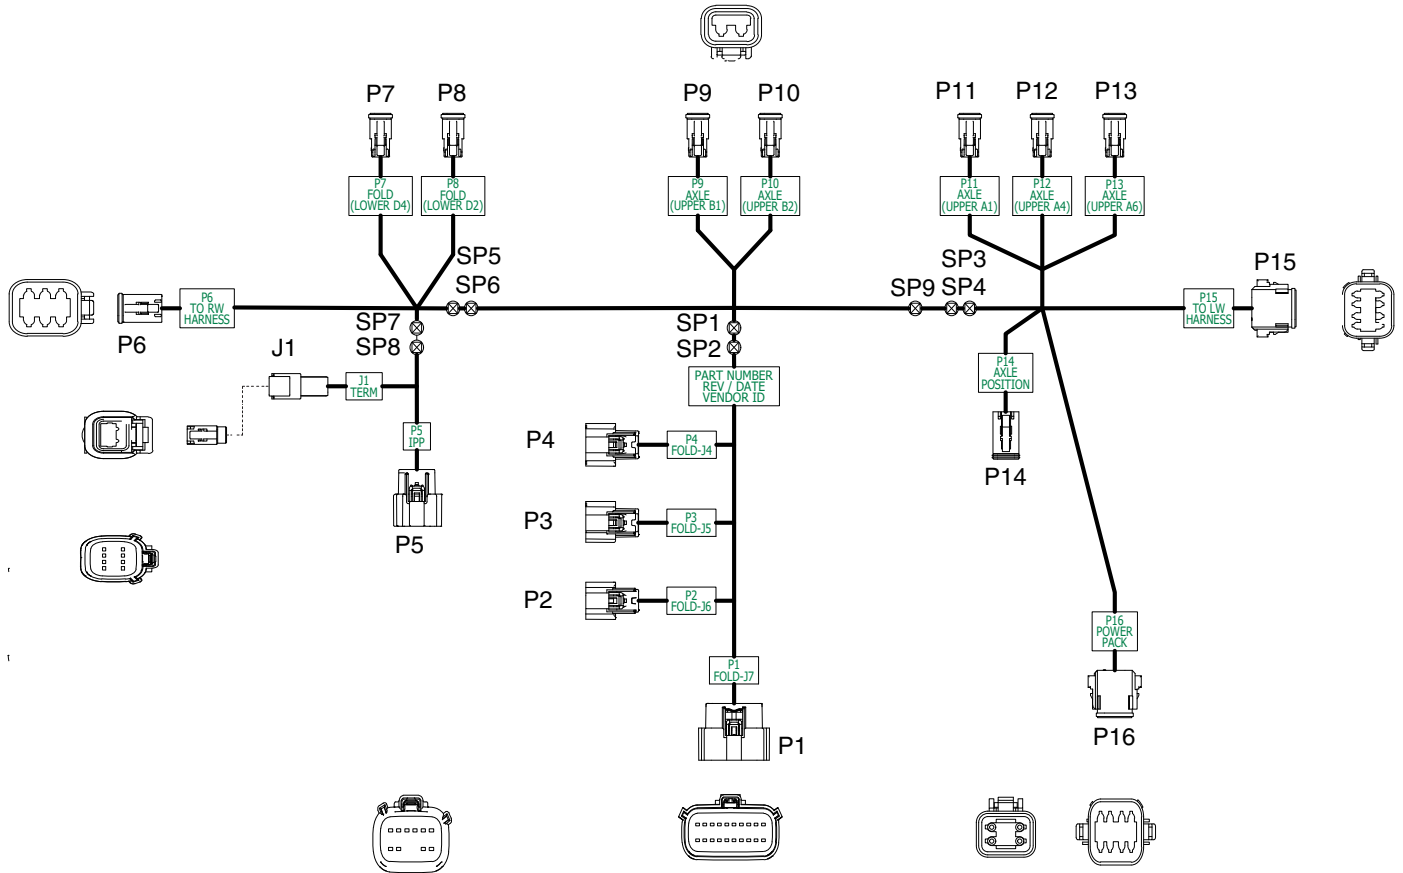 P7
P8
P9
P10
P11
P12
P13
P7
FOLD
(LOWER D4)
P8
FOLD
(LOWER D2)
P9
AXLE
(UPPER B1)
P10
AXLE
(UPPER B2)
P11
AXLE
(UPPER A1)
P12
AXLE
(UPPER A4)
P13
AXLE
(UPPER A6)
SP5
SP6
SP3
SP9 SP4
P15
P6
TO RW
HARNESS
P15
TO LW
HARNESS
P6
SP7
SP8
SP1
SP2
J1
J1
TERM
PART NUMBER
REV / DATE
VENDOR ID
P14
AXLE
POSITION
P5
IPP
P4
P4
FOLD-J4
P14
P3
P3
FOLD-J5
P5
P2
P2
FOLD-J6
P16
POWER
PACK
P1
FOLD-J7
P16
P1